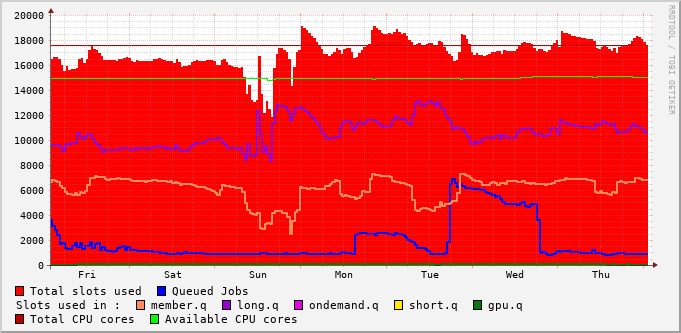 20000
18000
16000
14000
12000
10000
8000
6000
4000
2000
0
Fri Sat Sun Mon Tue Wed Thu
RRDTOOL / TOBI OETIKER
Total slots used Queued Jobs
Slots used in : member.q long.q ondemand.q short.q gpu.q
Total CPU cores Available CPU cores